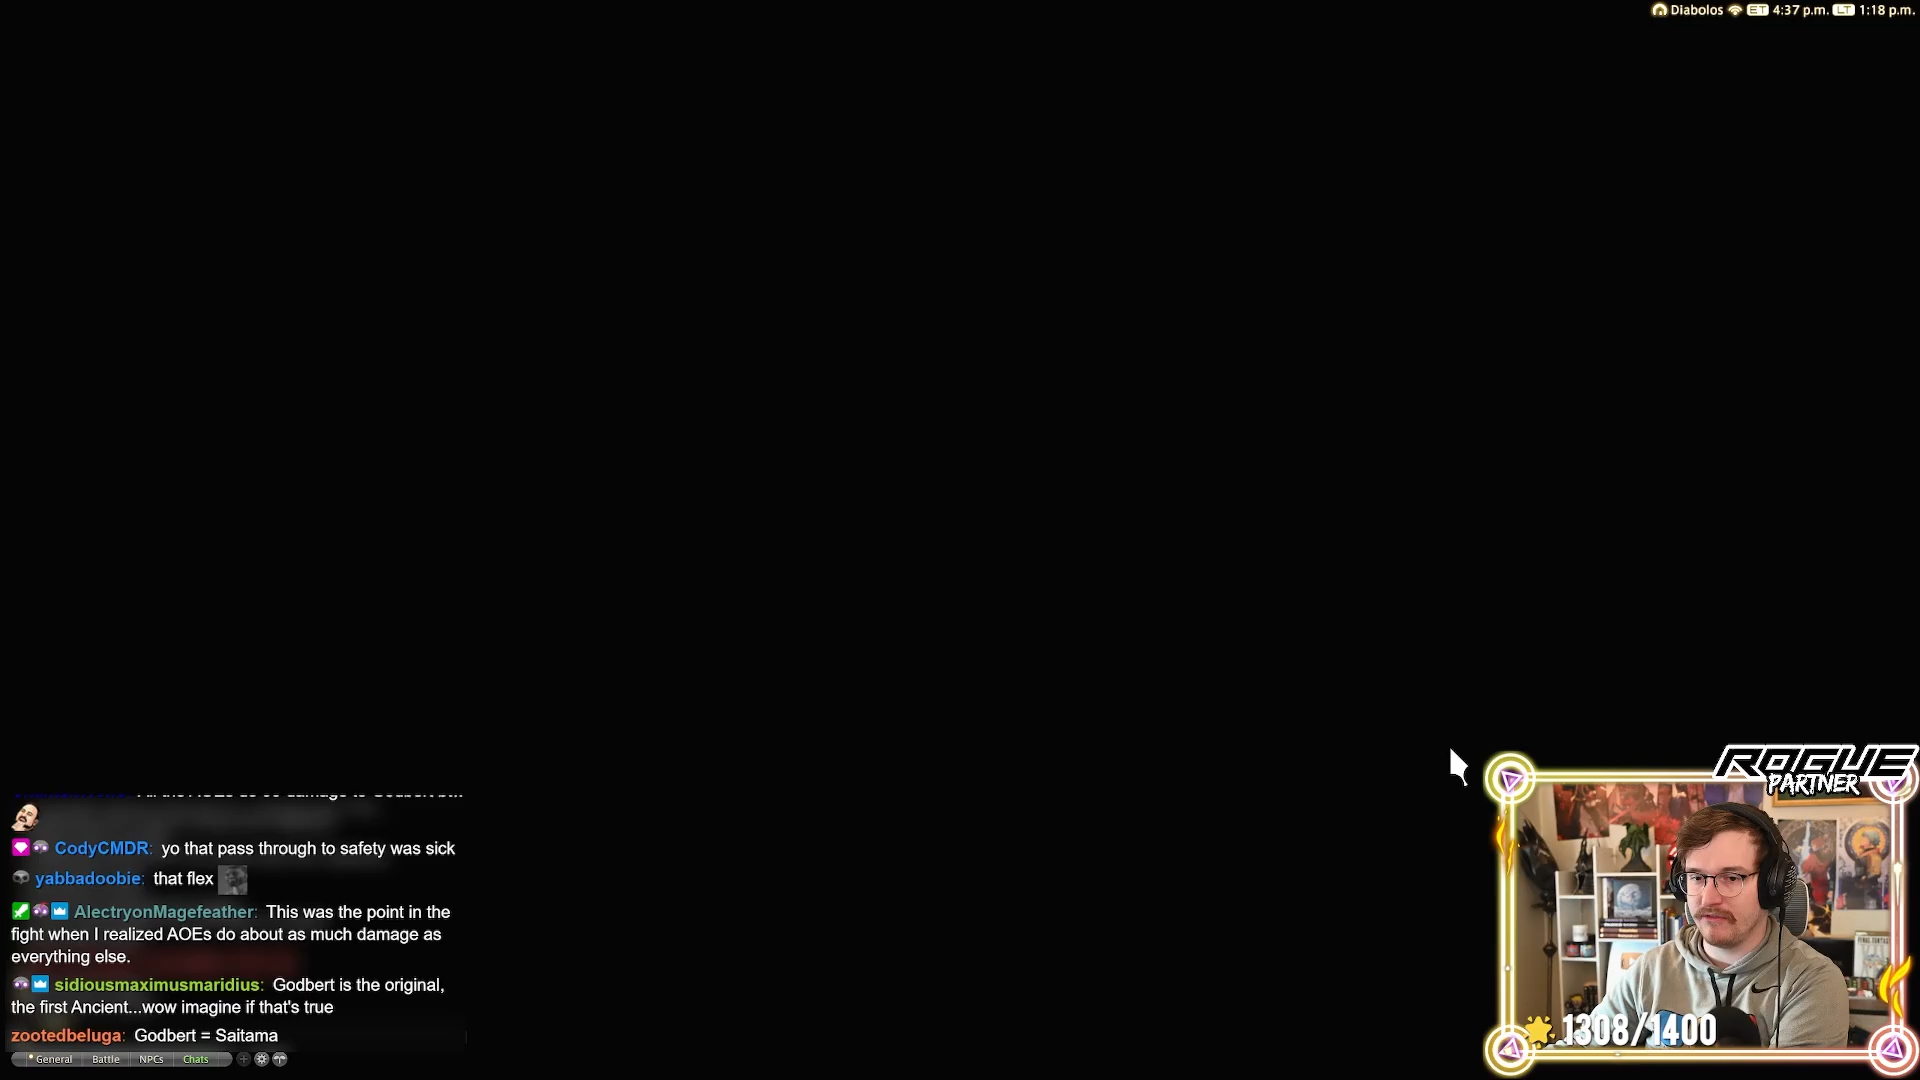 Diabolos ET 4:37 p.m. LT 1:18 p.m.
CodyCMDR: yo that pass through to safety was sick
yabbadoobie: that flex
AlectryonMagefeather: This was the point in the
fight when I realized AOEs do about as much damage as
everything else.
sidiousmaximusmaridius: Godbert is the original,
the first Ancient...wow imagine if that's true
zootedbeluga: Godbert = Saitama
General Battle NPCs Chats
ROGUE
PARTNER
1308/1400